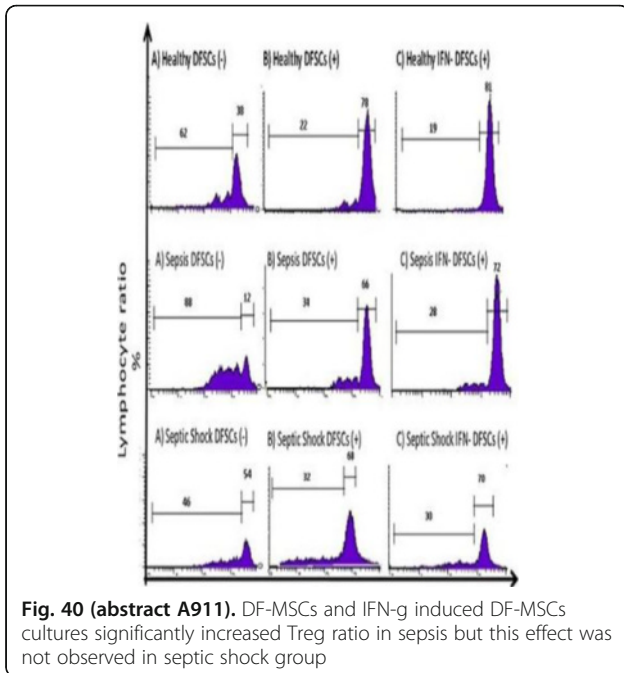 A) Healthy DFSCs (-)
B) Healthy DFSCs (+)
C) Healthy IFN- DFSCs (+)
62
38
22
78
19
81
A) Sepsis DFSCs (-)
B) Sepsis DFSCs (+)
C) Sepsis IFN- DFSCs (+)
88
12
34
66
28
72
A) Septic Shock DFSCs (-)
B) Septic Shock DFSCs (+)
C) Septic Shock IFN- DFSCs (+)
46
54
32
68
30
70
Lymphocyte ratio
%
Fig. 40 (abstract A911). DF-MSCs and IFN-g induced DF-MSCs
cultures significantly increased Treg ratio in sepsis but this effect was
not observed in septic shock group